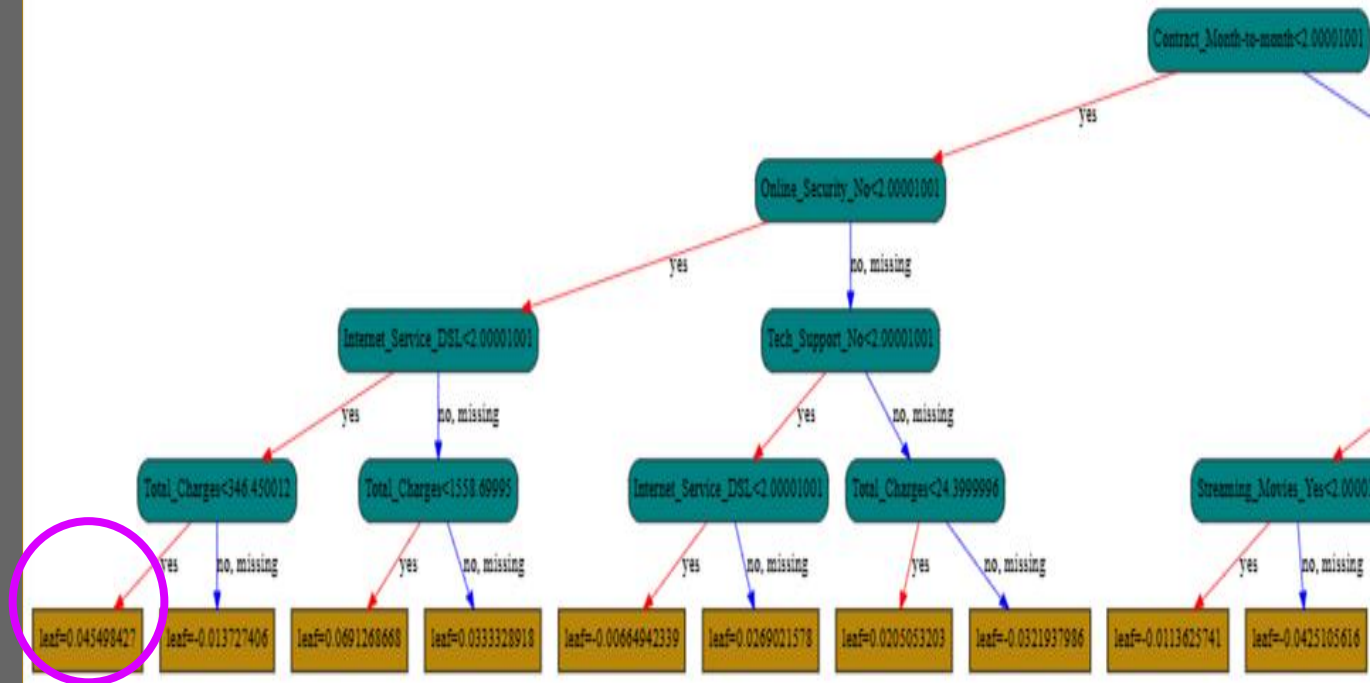 Contract_Month-to-month<2.00001001
yes
Online_Security_No<2.00001001
yes
no, missing
Internet_Service_DSL<2.00001001
Tech_Support_No<2.00001001
yes
no, missing
yes
no, missing
Total_Charges<346.450012
Total_Charges<1558.69995
Internet_Service_DSL<2.00001001
Total_Charges<24.3999996
Streaming_Movies_Yes<2.0000
yes
no, missing
yes
no, missing
yes
no, missing
yes
no, missing
yes
no, missing
leaf=0.045498427
leaf=-0.013727406
leaf=0.0691268668
leaf=0.0333328918
leaf=-0.00664942339
leaf=0.0269021578
leaf=0.0205053203
leaf=-0.0321937986
leaf=-0.0113625741
leaf=-0.0425105616